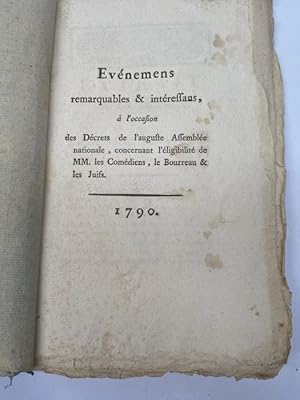 Evénemens
remarquables & intéreſſans,
à l'occaſion
des Décrets de l'auguſte Aſſemblée
nationale, concernant l'éligibilité de
MM. les Comédiens, le Bourreau &
les Juifs.
1790.